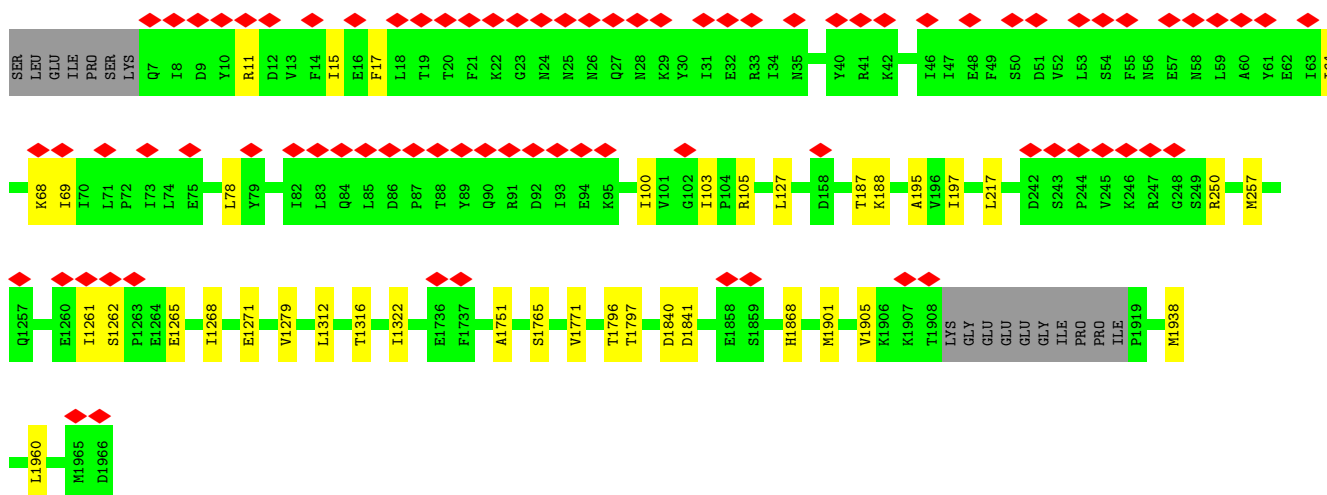 SER LEU GLU ILE PRO SER LYS Q7 I8 D9 Y10 R11 D12 V13 F14 I15 E16 F17 L18 T19 T20 F21 K22 G23 N24 N25 N26 Q27 N28 K29 Y30 I31 E32 R33 I34 N35 Y40 R41 K42 I46 I47 E48 F49 S50 D51 V52 L53 S54 F55 N56 E57 N58 L59 A60 Y61 E62 I63
K68 I69 I70 L71 P72 I73 L74 E75 L78 Y79 I82 L83 Q84 L85 D86 P87 T88 Y89 Q90 R91 D92 I93 E94 K95 I100 V101 G102 I103 P104 R105 L127 D158 T187 K188 A195 V196 I197 L217 D242 S243 P244 V245 K246 R247 G248 S249 R250 M257
Q1257 E1260 I1261 S1262 P1263 E1264 E1265 I1268 E1271 V1279 L1312 T1316 I1322 E1736 F1737 A1751 S1765 V1771 T1796 T1797 D1840 D1841 E1858 S1859 H1868 M1901 V1905 K1906 K1907 T1908 LYS GLY GLU GLU GLU GLY ILE PRO PRO ILE P1919 M1938
L1960 M1965 D1966